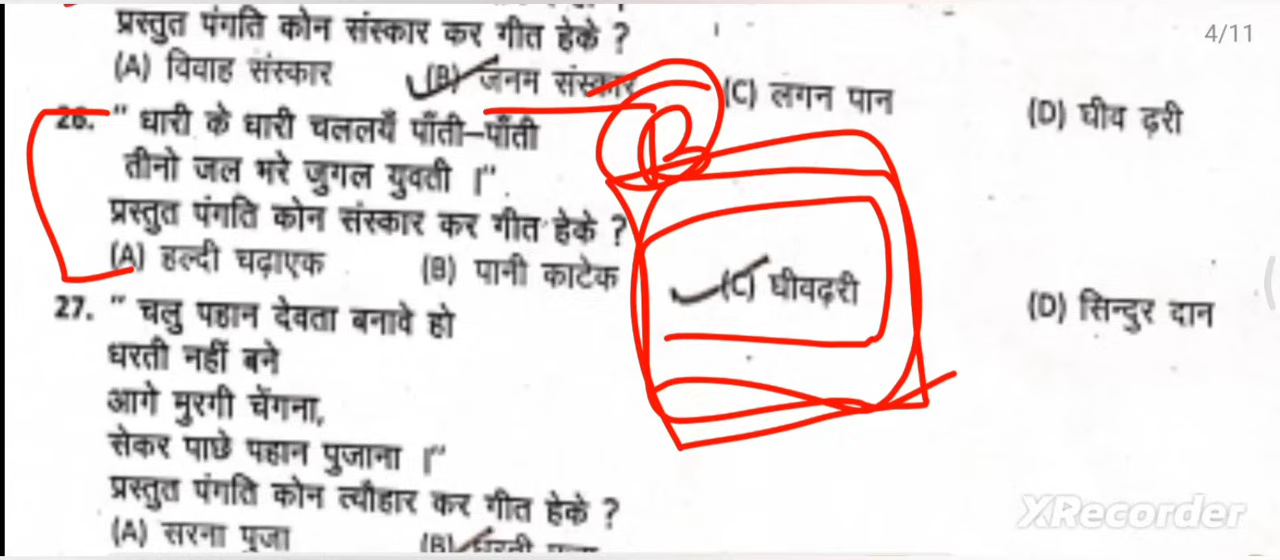 प्रस्तुत पंगति कोन संस्कार कर गीत हेके ?
4/11
(A) विवाह संस्कार (B) जनम संस्कार (C) लगन पान (D) घीव ढ़री
26. " धारी के धारी चललयँ पाँती–पाँती
तीनो जल भरे जुगल युवती ।"
प्रस्तुत पंगति कोन संस्कार कर गीत हेके ?
(A) हल्दी चढ़ाएक (B) पानी काटेक (C) घीवढ़री (D) सिन्दुर दान
27. " चलु पहान देवता बनावे हो
धरती नहीं बने
आगे मुरगी चेंगना,
सेकर पाछे पहान पुजाना ।"
प्रस्तुत पंगति कोन त्यौहार कर गीत हेके ?
(A) सरना पुजा (B)
XRecorder